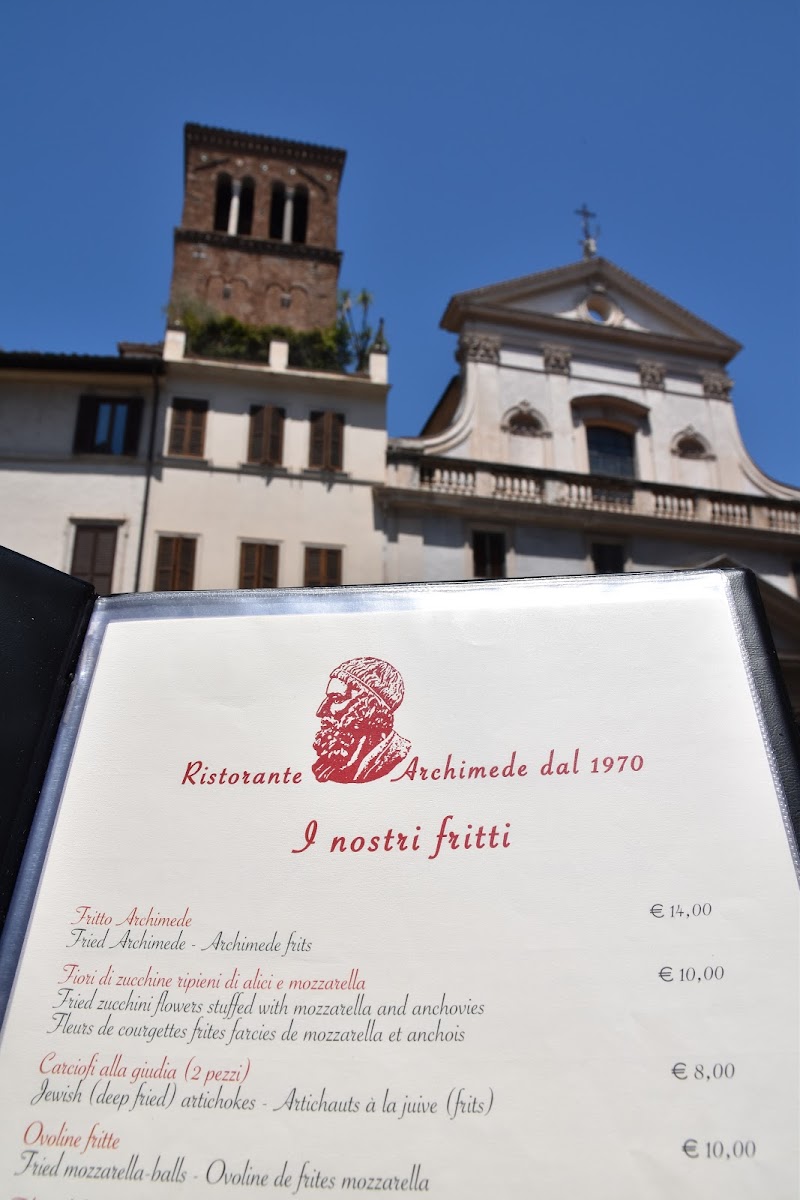 Ristorante Archimede dal 1970
I nostri fritti
Fritto Archimede € 14,00
Fried Archimede - Archimede frits
Fiori di zucchine ripieni di alici e mozzarella € 10,00
Fried zucchini flowers stuffed with mozzarella and anchovies
Fleurs de courgettes frites farcies de mozzarella et anchois
Carciofi alla giudia (2 pezzi) € 8,00
Jewish (deep fried) artichokes - Artichauts à la juive (frits)
Ovoline fritte € 10,00
Fried mozzarella-balls - Ovoline de frites mozzarella